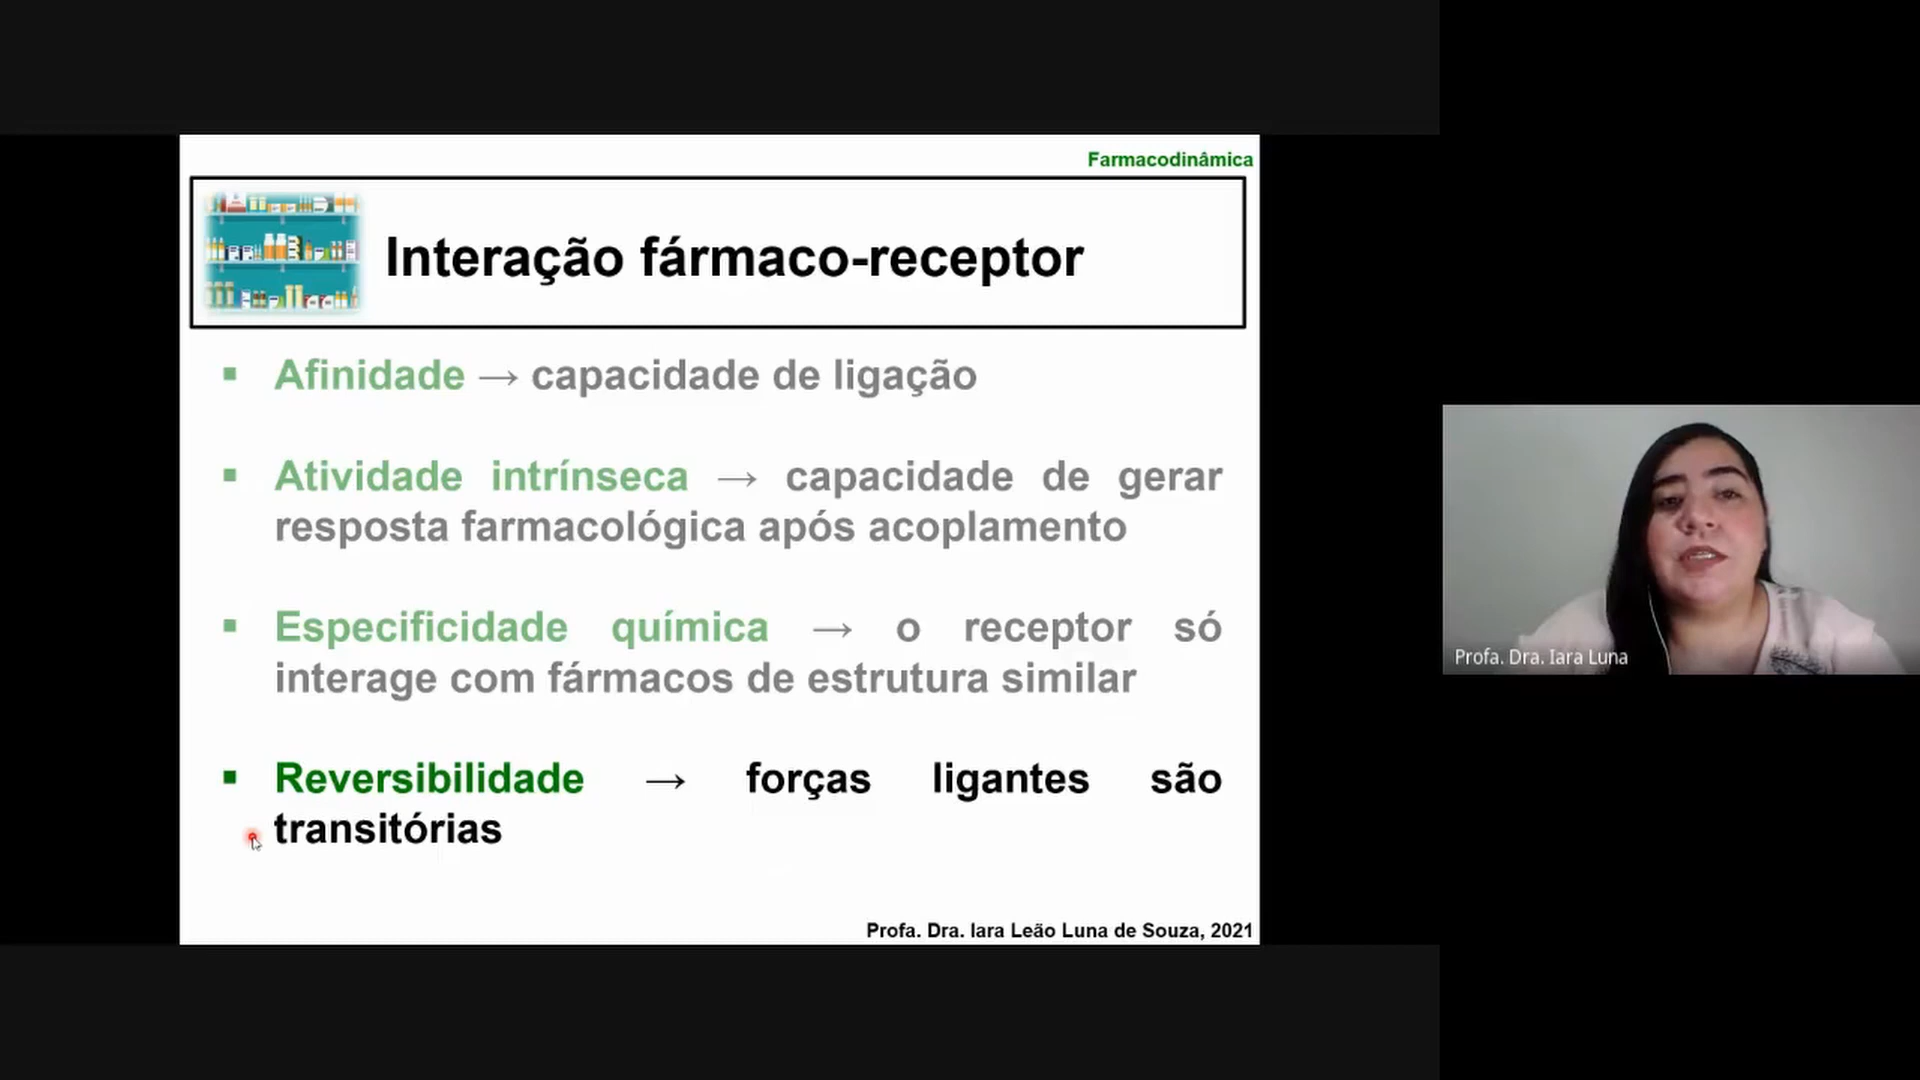 Farmacodinâmica
Interação fármaco-receptor
▪ Afinidade → capacidade de ligação
▪ Atividade intrínseca → capacidade de gerar
resposta farmacológica após acoplamento
▪ Especificidade química → o receptor só
interage com fármacos de estrutura similar
▪ Reversibilidade → forças ligantes são
transitórias
Profa. Dra. Iara Leão Luna de Souza, 2021
Profa. Dra. Iara Luna